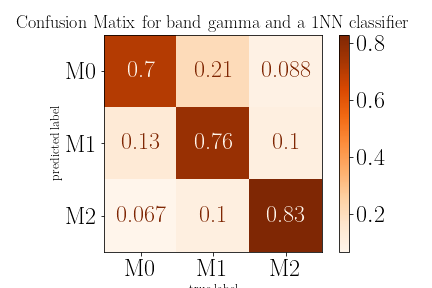 Confusion Matix for band gamma and a 1NN classifier
M0 0.7 0.21 0.088
M1 0.13 0.76 0.1
M2 0.067 0.1 0.83
M0 M1 M2
predicted label
true label
0.8
0.6
0.4
0.2